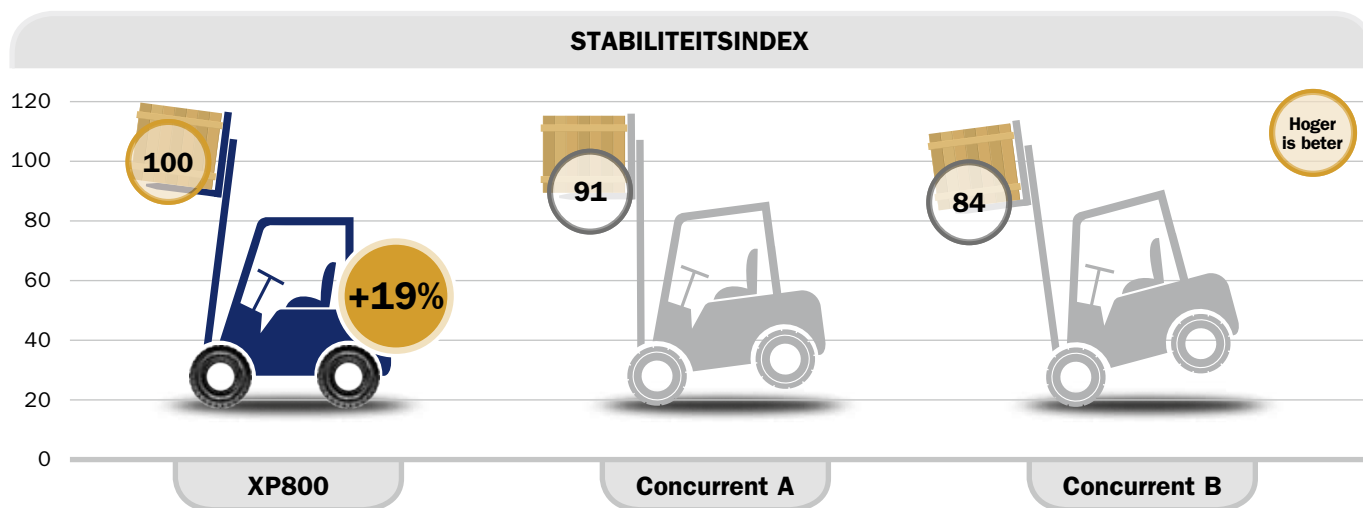 STABILITEITSINDEX
120
100
80
60
40
20
0
100
91
84
Hoger
is beter
+19%
XP800
Concurrent A
Concurrent B